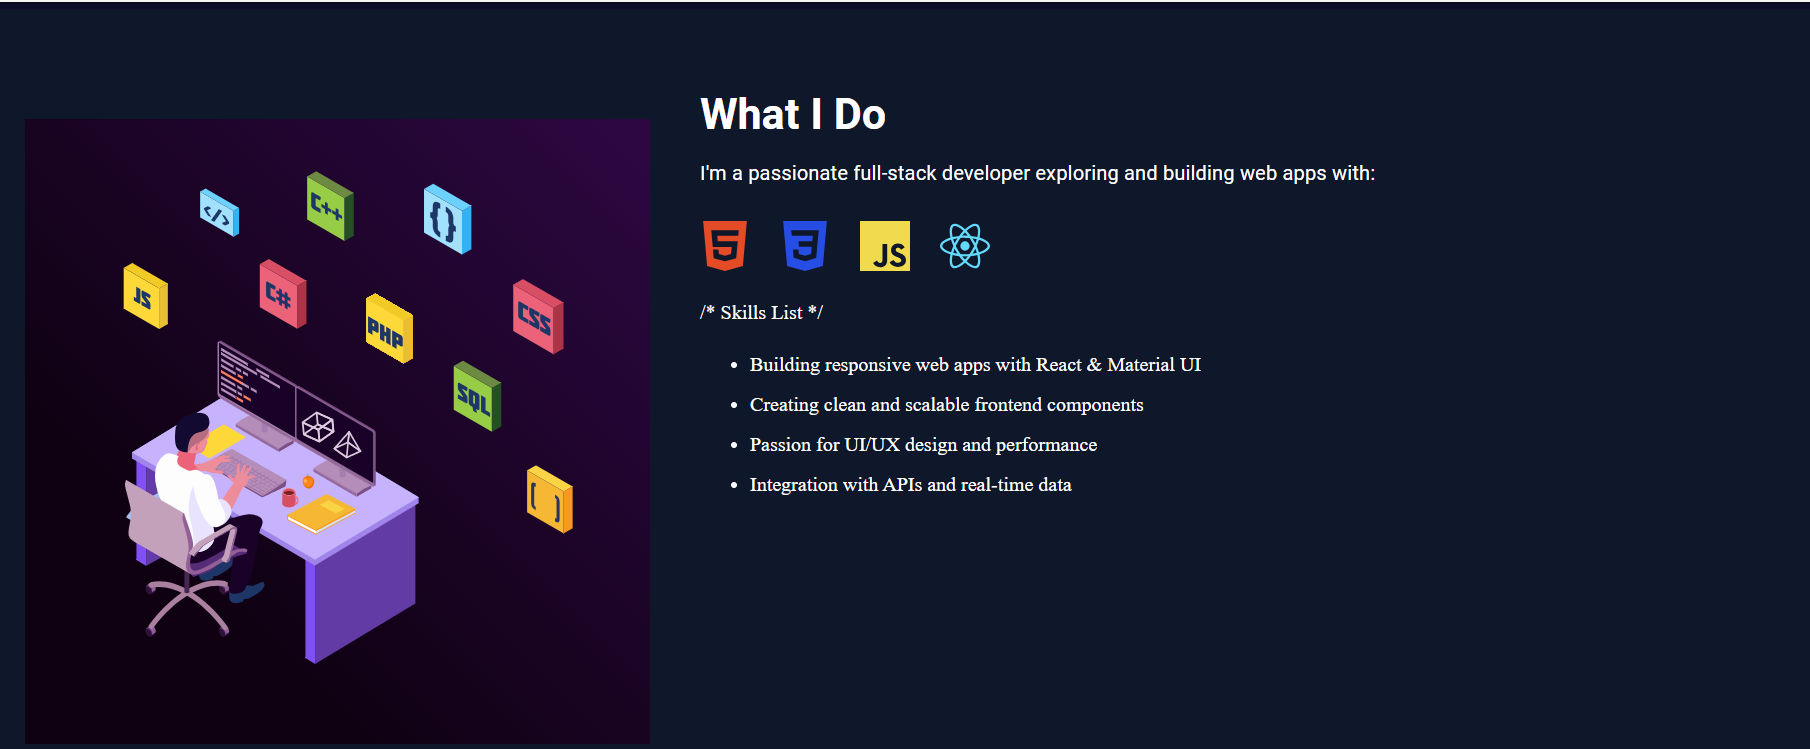 What I Do
I'm a passionate full-stack developer exploring and building web apps with:
</>
C++
{}
JS
C#
PHP
CSS
SQL
[ ]
5
3
JS
/* Skills List */
• Building responsive web apps with React & Material UI
• Creating clean and scalable frontend components
• Passion for UI/UX design and performance
• Integration with APIs and real-time data